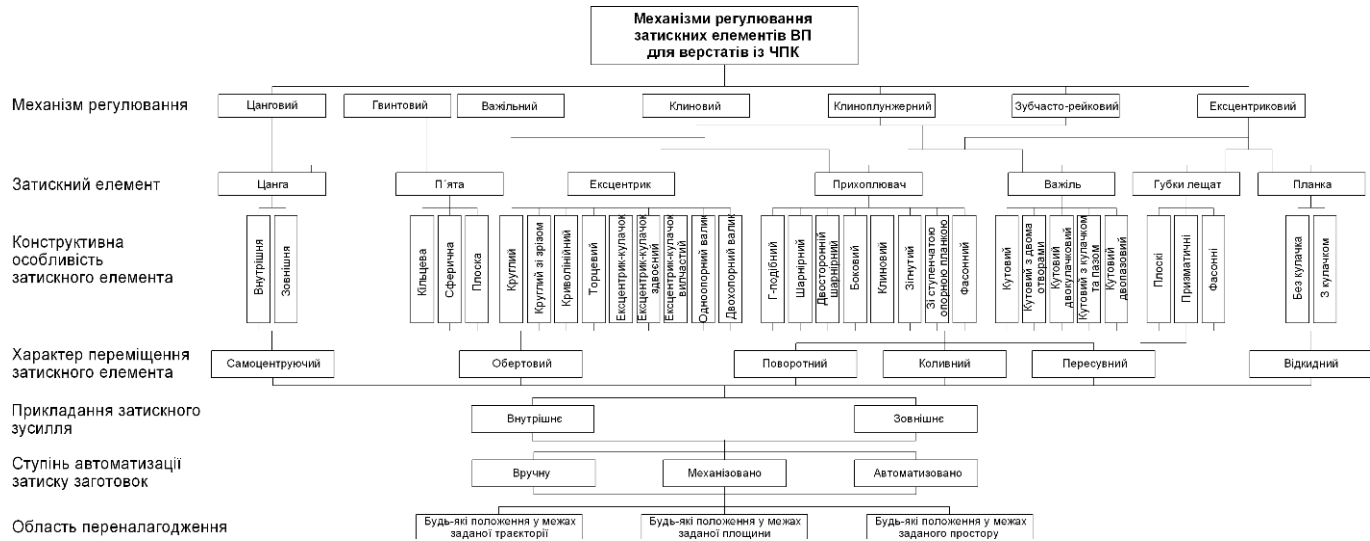 Механізми регулювання
затискних елементів ВП
для верстатів із ЧПК
Механізм регулювання
Цанговий
Гвинтовий
Важільний
Клиновий
Клиноплунжерний
Зубчасто-рейковий
Ексцентриковий
Затискний елемент
Цанга
П´ята
Ексцентрик
Прихоплювач
Важіль
Губки лещат
Планка
Конструктивна
особливість
затискного елемента
Внутрішня
Зовнішня
Кільцева
Сферична
Плоска
Круглий
Круглий зі зрізом
Криволінійний
Торцевий
Ексцентрик-кулачок
Ексцентрик-кулачок
здвоєний
Ексцентрик-кулачок
вилчастий
Одноопорний валик
Двохопорний валик
Г-подібний
Шарнірний
Двосторонній
шарнірний
Боковий
Клиновий
Зігнутий
Зі ступенчатою
опорною планкою
Фасонний
Кутовий
Кутовий з двома
отворами
Кутовий
двокулачковий
Кутовий з кулачком
та пазом
Кутовий
двопазовий
Плоскі
Призматичні
Фасонні
Без кулачка
З кулачком
Характер переміщення
затискного елемента
Самоцентруючий
Обертовий
Поворотний
Коливний
Пересувний
Відкидний
Прикладання затискного
зусилля
Внутрішнє
Зовнішнє
Ступінь автоматизації
затиску заготовок
Вручну
Механізовано
Автоматизовано
Область переналагодження
Будь-які положення у межах
заданої траєкторії
Будь-які положення у межах
заданої площини
Будь-які положення у межах
заданого простору